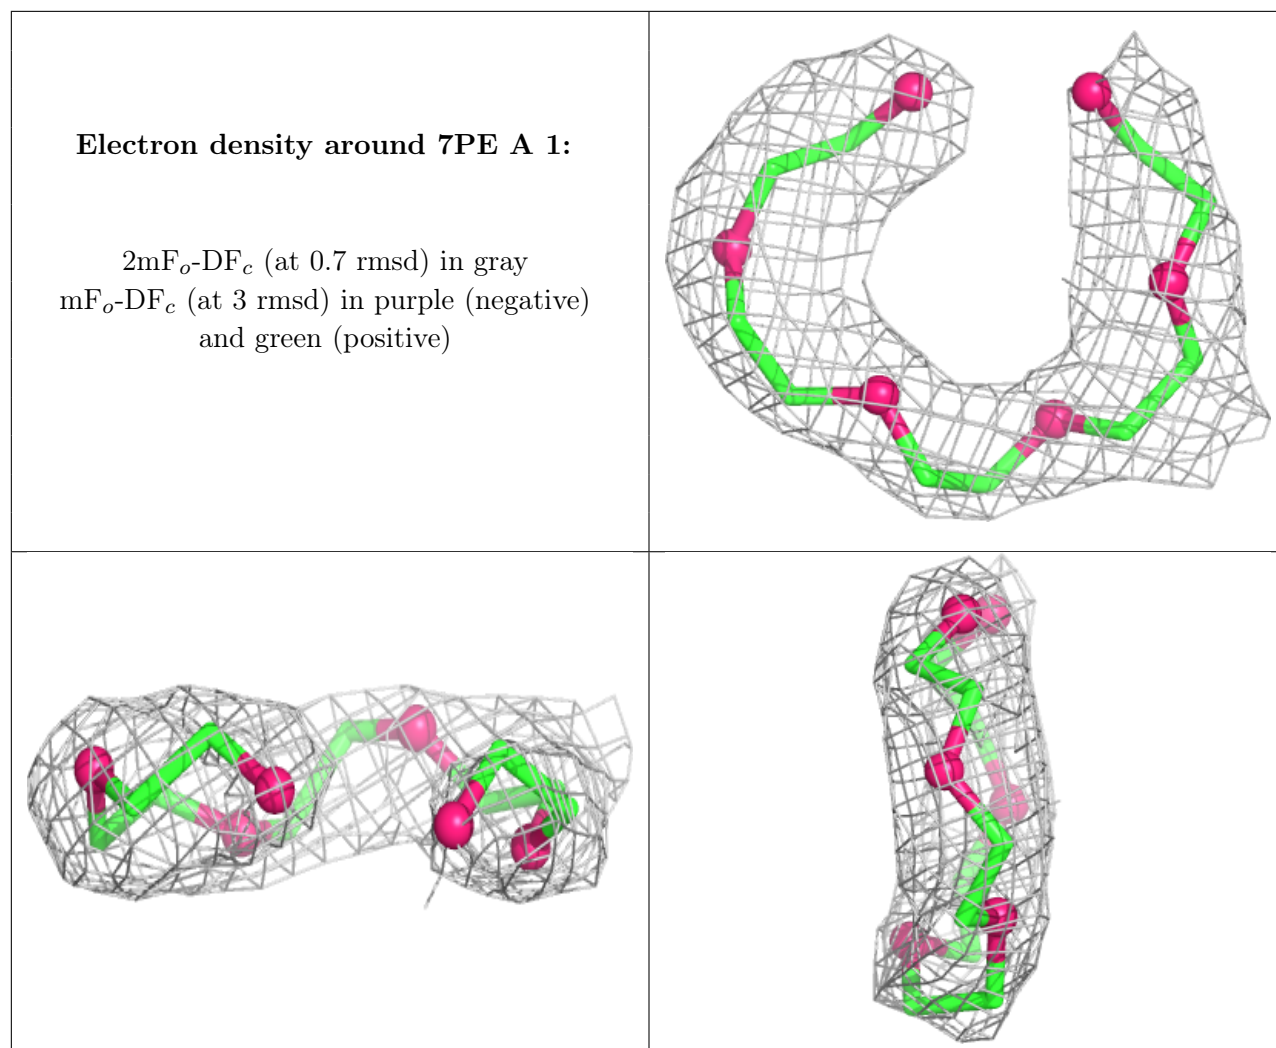 Electron density around 7PE A 1:
2mFo-DFc (at 0.7 rmsd) in gray
mFo-DFc (at 3 rmsd) in purple (negative)
and green (positive)